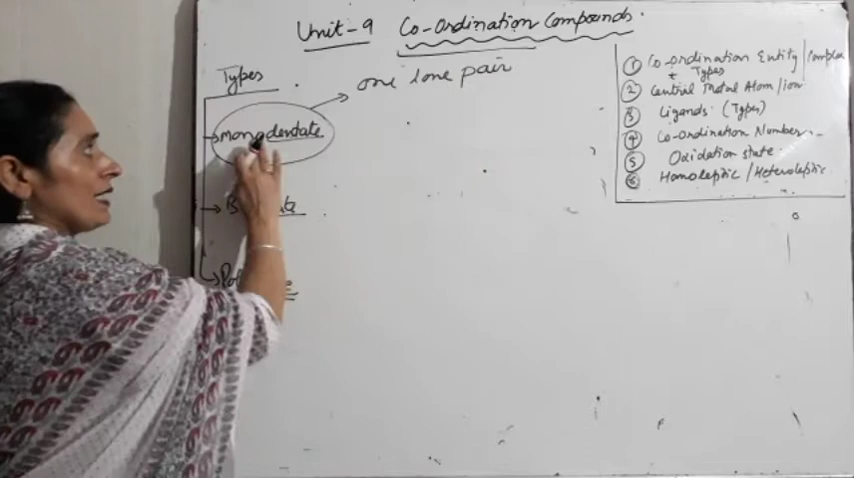 Unit-9 Co-Ordination Compounds.
Types
one lone pair
monodentate
① Co-ordination Entity/Complex
+ Types
② Central Metal Atom/ion
③ Ligands. (Types)
④ Co-ordination Number.
⑤ Oxidation state.
⑥ Homoleptic/Heteroleptic.